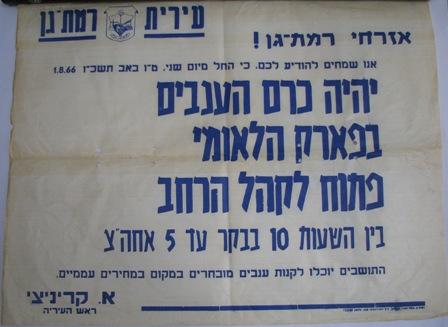 עירית רמת־גן
אזרחי רמת־גן!
אנו שמחים להודיע לכם, כי החל מיום שני, ט״ו באב תשכ״ו 1.8.66
יהיה כרם הענבים
בפארק הלאומי
פתוח לקהל הרחב
בין השעות 10 בבקר עד 5 אחה״צ
התושבים יוכלו לקנות ענבים מובחרים במקום במחירים עממיים.
א. קריניצי
ראש העיריה